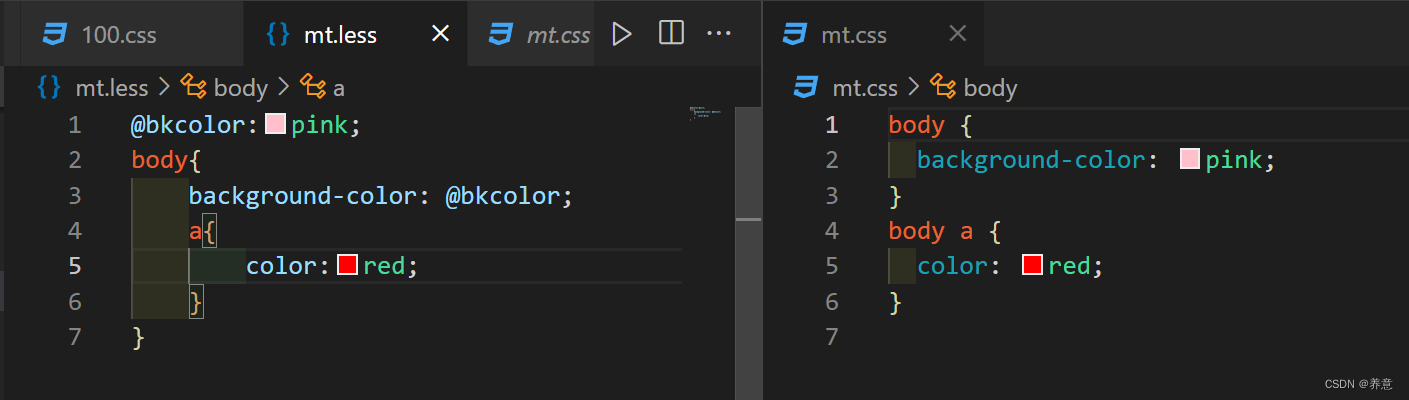 100.css
mt.less
mt.css
mt.less > body > a
1 @bkcolor:pink;
2 body{
3 background-color: @bkcolor;
4 a{
5 color:red;
6 }
7 }
mt.css
mt.css > body
1 body {
2 background-color: pink;
3 }
4 body a {
5 color: red;
6 }
7
CSDN @养意